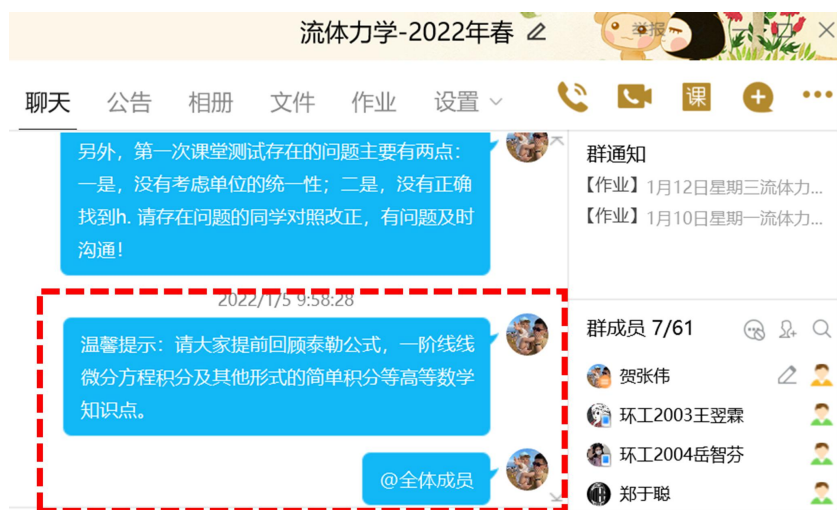 流体力学-2022年春
举报
聊天 公告 相册 文件 作业 设置
课
另外，第一次课堂测试存在的问题主要有两点：
一是，没有考虑单位的统一性；二是，没有正确
找到h. 请存在问题的同学对照改正，有问题及时
沟通！
2022/1/5 9:58:28
温馨提示：请大家提前回顾泰勒公式，一阶线线
微分方程积分及其他形式的简单积分等高等数学
知识点。
@全体成员
群通知
【作业】1月12日星期三流体力...
【作业】1月10日星期一流体力...
群成员 7/61
贺张伟
环工2003王翌霖
环工2004岳智芬
郑于聪